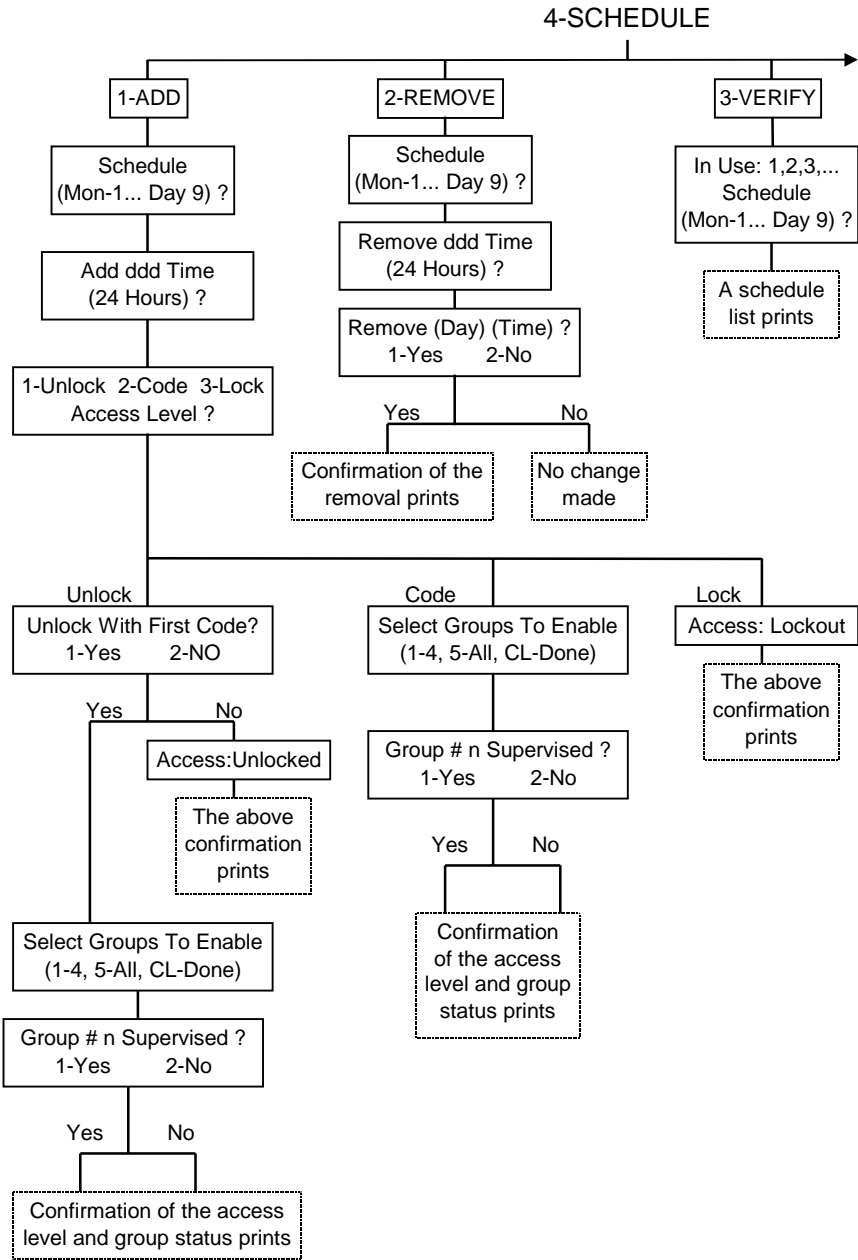 4-SCHEDULE
1-ADD
2-REMOVE
3-VERIFY
Schedule
(Mon-1... Day 9) ?
Add ddd Time
(24 Hours) ?
1-Unlock 2-Code 3-Lock
Access Level ?
Schedule
(Mon-1... Day 9) ?
Remove ddd Time
(24 Hours) ?
Remove (Day) (Time) ?
1-Yes 2-No
Yes
No
Confirmation of the
removal prints
No change
made
In Use: 1,2,3,...
Schedule
(Mon-1... Day 9) ?
A schedule
list prints
Unlock
Unlock With First Code?
1-Yes 2-NO
Yes
No
Access:Unlocked
The above
confirmation
prints
Select Groups To Enable
(1-4, 5-All, CL-Done)
Group # n Supervised ?
1-Yes 2-No
Yes
No
Confirmation of the access
level and group status prints
Code
Select Groups To Enable
(1-4, 5-All, CL-Done)
Group # n Supervised ?
1-Yes 2-No
Yes
No
Confirmation
of the access
level and group
status prints
Lock
Access: Lockout
The above
confirmation
prints